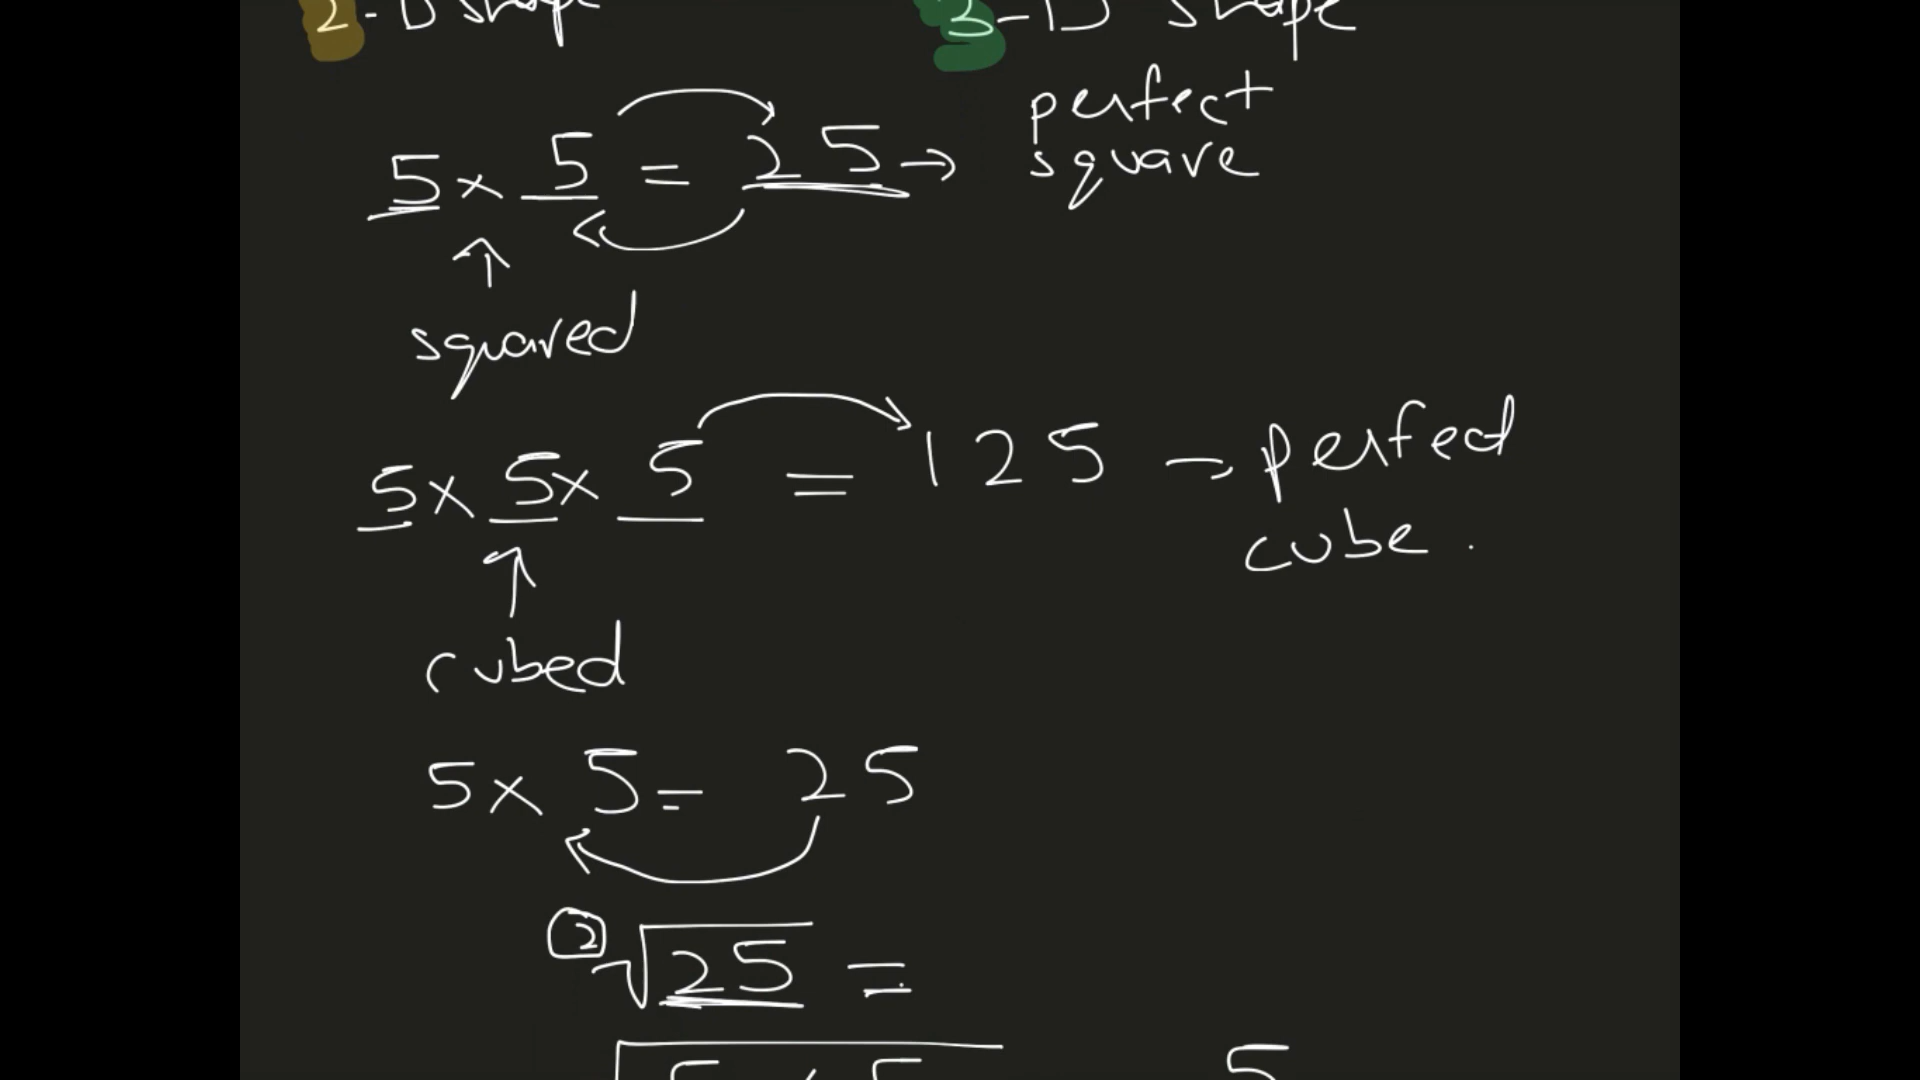 2-D shape 3-D shape
5 × 5 = 25 → perfect
square
squared
5 × 5 × 5 = 125 → perfect
cube.
cubed
5 × 5 = 25
²√25 =
√5 5